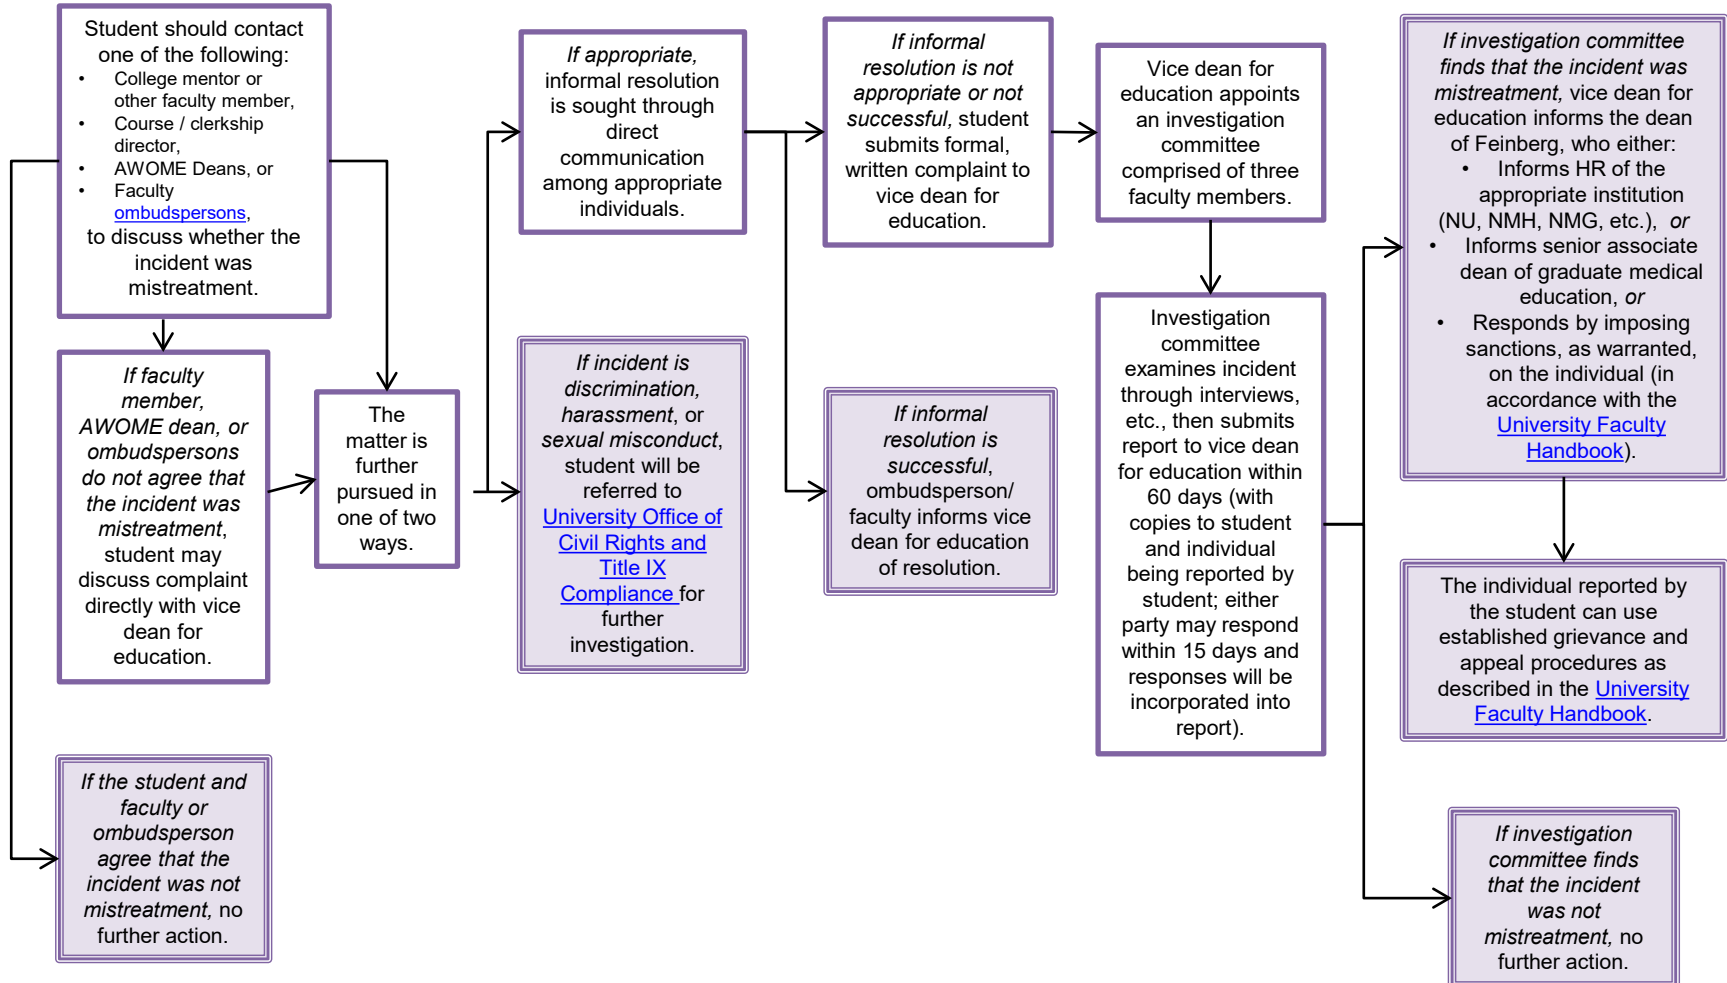 Student should contact
one of the following:
• College mentor or
other faculty member,
• Course / clerkship
director,
• AWOME Deans, or
• Faculty
ombudspersons,
to discuss whether the
incident was
mistreatment.
If faculty
member,
AWOME dean, or
ombudspersons
do not agree that
the incident was
mistreatment,
student may
discuss complaint
directly with vice
dean for
education.
If the student and
faculty or
ombudsperson
agree that the
incident was not
mistreatment, no
further action.
The
matter is
further
pursued in
one of two
ways.
If appropriate,
informal resolution
is sought through
direct
communication
among appropriate
individuals.
If incident is
discrimination,
harassment, or
sexual misconduct,
student will be
referred to
University Office of
Civil Rights and
Title IX
Compliance for
further
investigation.
If informal
resolution is not
appropriate or not
successful, student
submits formal,
written complaint to
vice dean for
education.
If informal
resolution is
successful,
ombudsperson/
faculty informs vice
dean for education
of resolution.
Vice dean for
education appoints
an investigation
committee
comprised of three
faculty members.
Investigation
committee
examines incident
through interviews,
etc., then submits
report to vice dean
for education within
60 days (with
copies to student
and individual
being reported by
student; either
party may respond
within 15 days and
responses will be
incorporated into
report).
If investigation committee
finds that the incident was
mistreatment, vice dean for
education informs the dean
of Feinberg, who either:
• Informs HR of the
appropriate institution
(NU, NMH, NMG, etc.), or
• Informs senior associate
dean of graduate medical
education, or
• Responds by imposing
sanctions, as warranted,
on the individual (in
accordance with the
University Faculty
Handbook).
The individual reported by
the student can use
established grievance and
appeal procedures as
described in the University
Faculty Handbook.
If investigation
committee finds
that the incident
was not
mistreatment, no
further action.